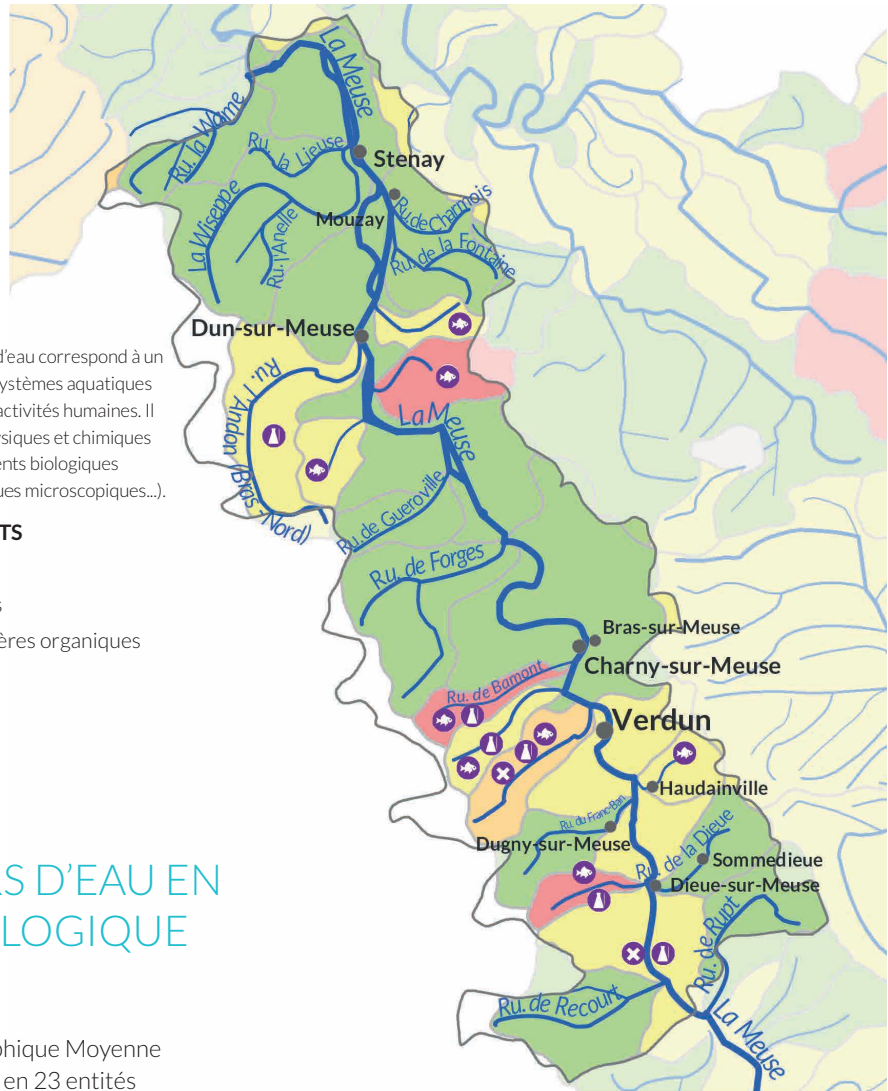 La Meuse
Ru. la Wame
Ru. la Lieuse
Stenay
La Wiseppe
Ru. l'Anelle
Mouzay
Ru. de Charmois
Ru. de la Fontaine
Dun-sur-Meuse
d'eau correspond à un
systèmes aquatiques
activités humaines. Il
ysiques et chimiques
ents biologiques
ues microscopiques...).
TS
s
ères organiques
Ru. l'Andon (Bras - Nord)
La Meuse
Ru. de Gueroville
Ru. de Forges
Bras-sur-Meuse
Charny-sur-Meuse
Ru. de Bamont
Verdun
Haudainville
Ru. du Franc-Ban
Dugny-sur-Meuse
Ru. de la Dieue
Sommedieue
Dieue-sur-Meuse
Ru. de Rupt
Ru. de Recourt
La Meuse
S D'EAU EN
LOGIQUE
phique Moyenne
en 23 entités